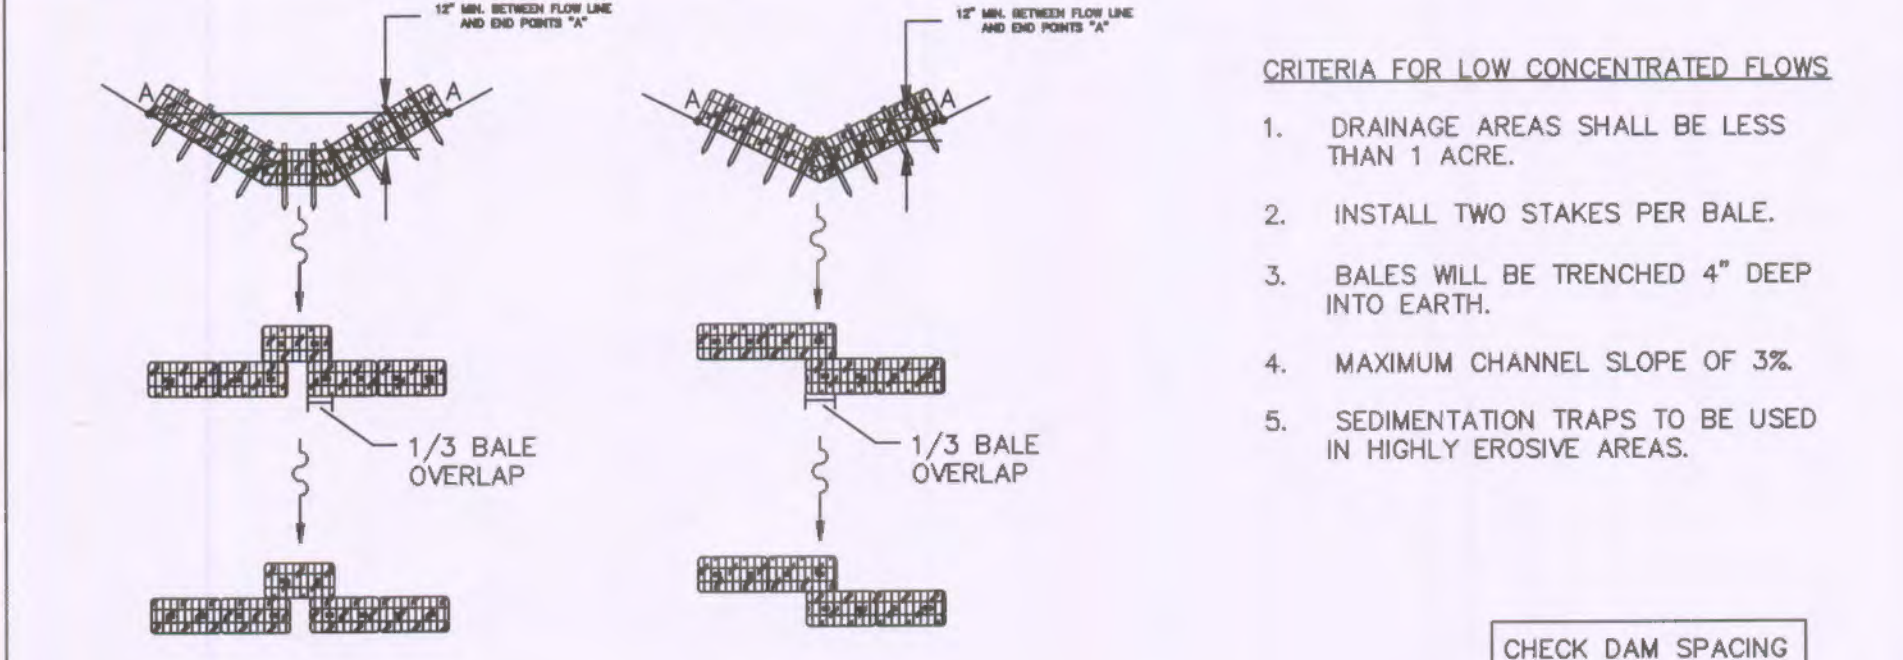 12" MIN. BETWEEN FLOW LINE
AND END POINTS "A"
A
A
1/3 BALE
OVERLAP
12" MIN. BETWEEN FLOW LINE
AND END POINTS "A"
A
A
1/3 BALE
OVERLAP
CRITERIA FOR LOW CONCENTRATED FLOWS
1. DRAINAGE AREAS SHALL BE LESS
THAN 1 ACRE.
2. INSTALL TWO STAKES PER BALE.
3. BALES WILL BE TRENCHED 4" DEEP
INTO EARTH.
4. MAXIMUM CHANNEL SLOPE OF 3%.
5. SEDIMENTATION TRAPS TO BE USED
IN HIGHLY EROSIVE AREAS.
CHECK DAM SPACING